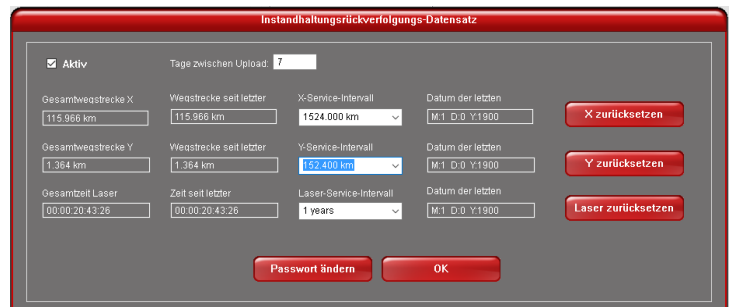 Instandhaltungsrückverfolgungs-Datensatz
Aktiv
Tage zwischen Upload: 7
Gesamtwegstrecke X
Wegstrecke seit letzter
X-Service-Intervall
Datum der letzten
115.966 km
115.966 km
1524.000 km
M:1 D:0 Y:1900
X zurücksetzen
Gesamtwegstrecke Y
Wegstrecke seit letzter
Y-Service-Intervall
Datum der letzten
1.364 km
1.364 km
152.400 km
M:1 D:0 Y:1900
Y zurücksetzen
Gesamtzeit Laser
Zeit seit letzter
Laser-Service-Intervall
Datum der letzten
00:00:20:43:26
00:00:20:43:26
1 years
M:1 D:0 Y:1900
Laser zurücksetzen
Passwort ändern
OK